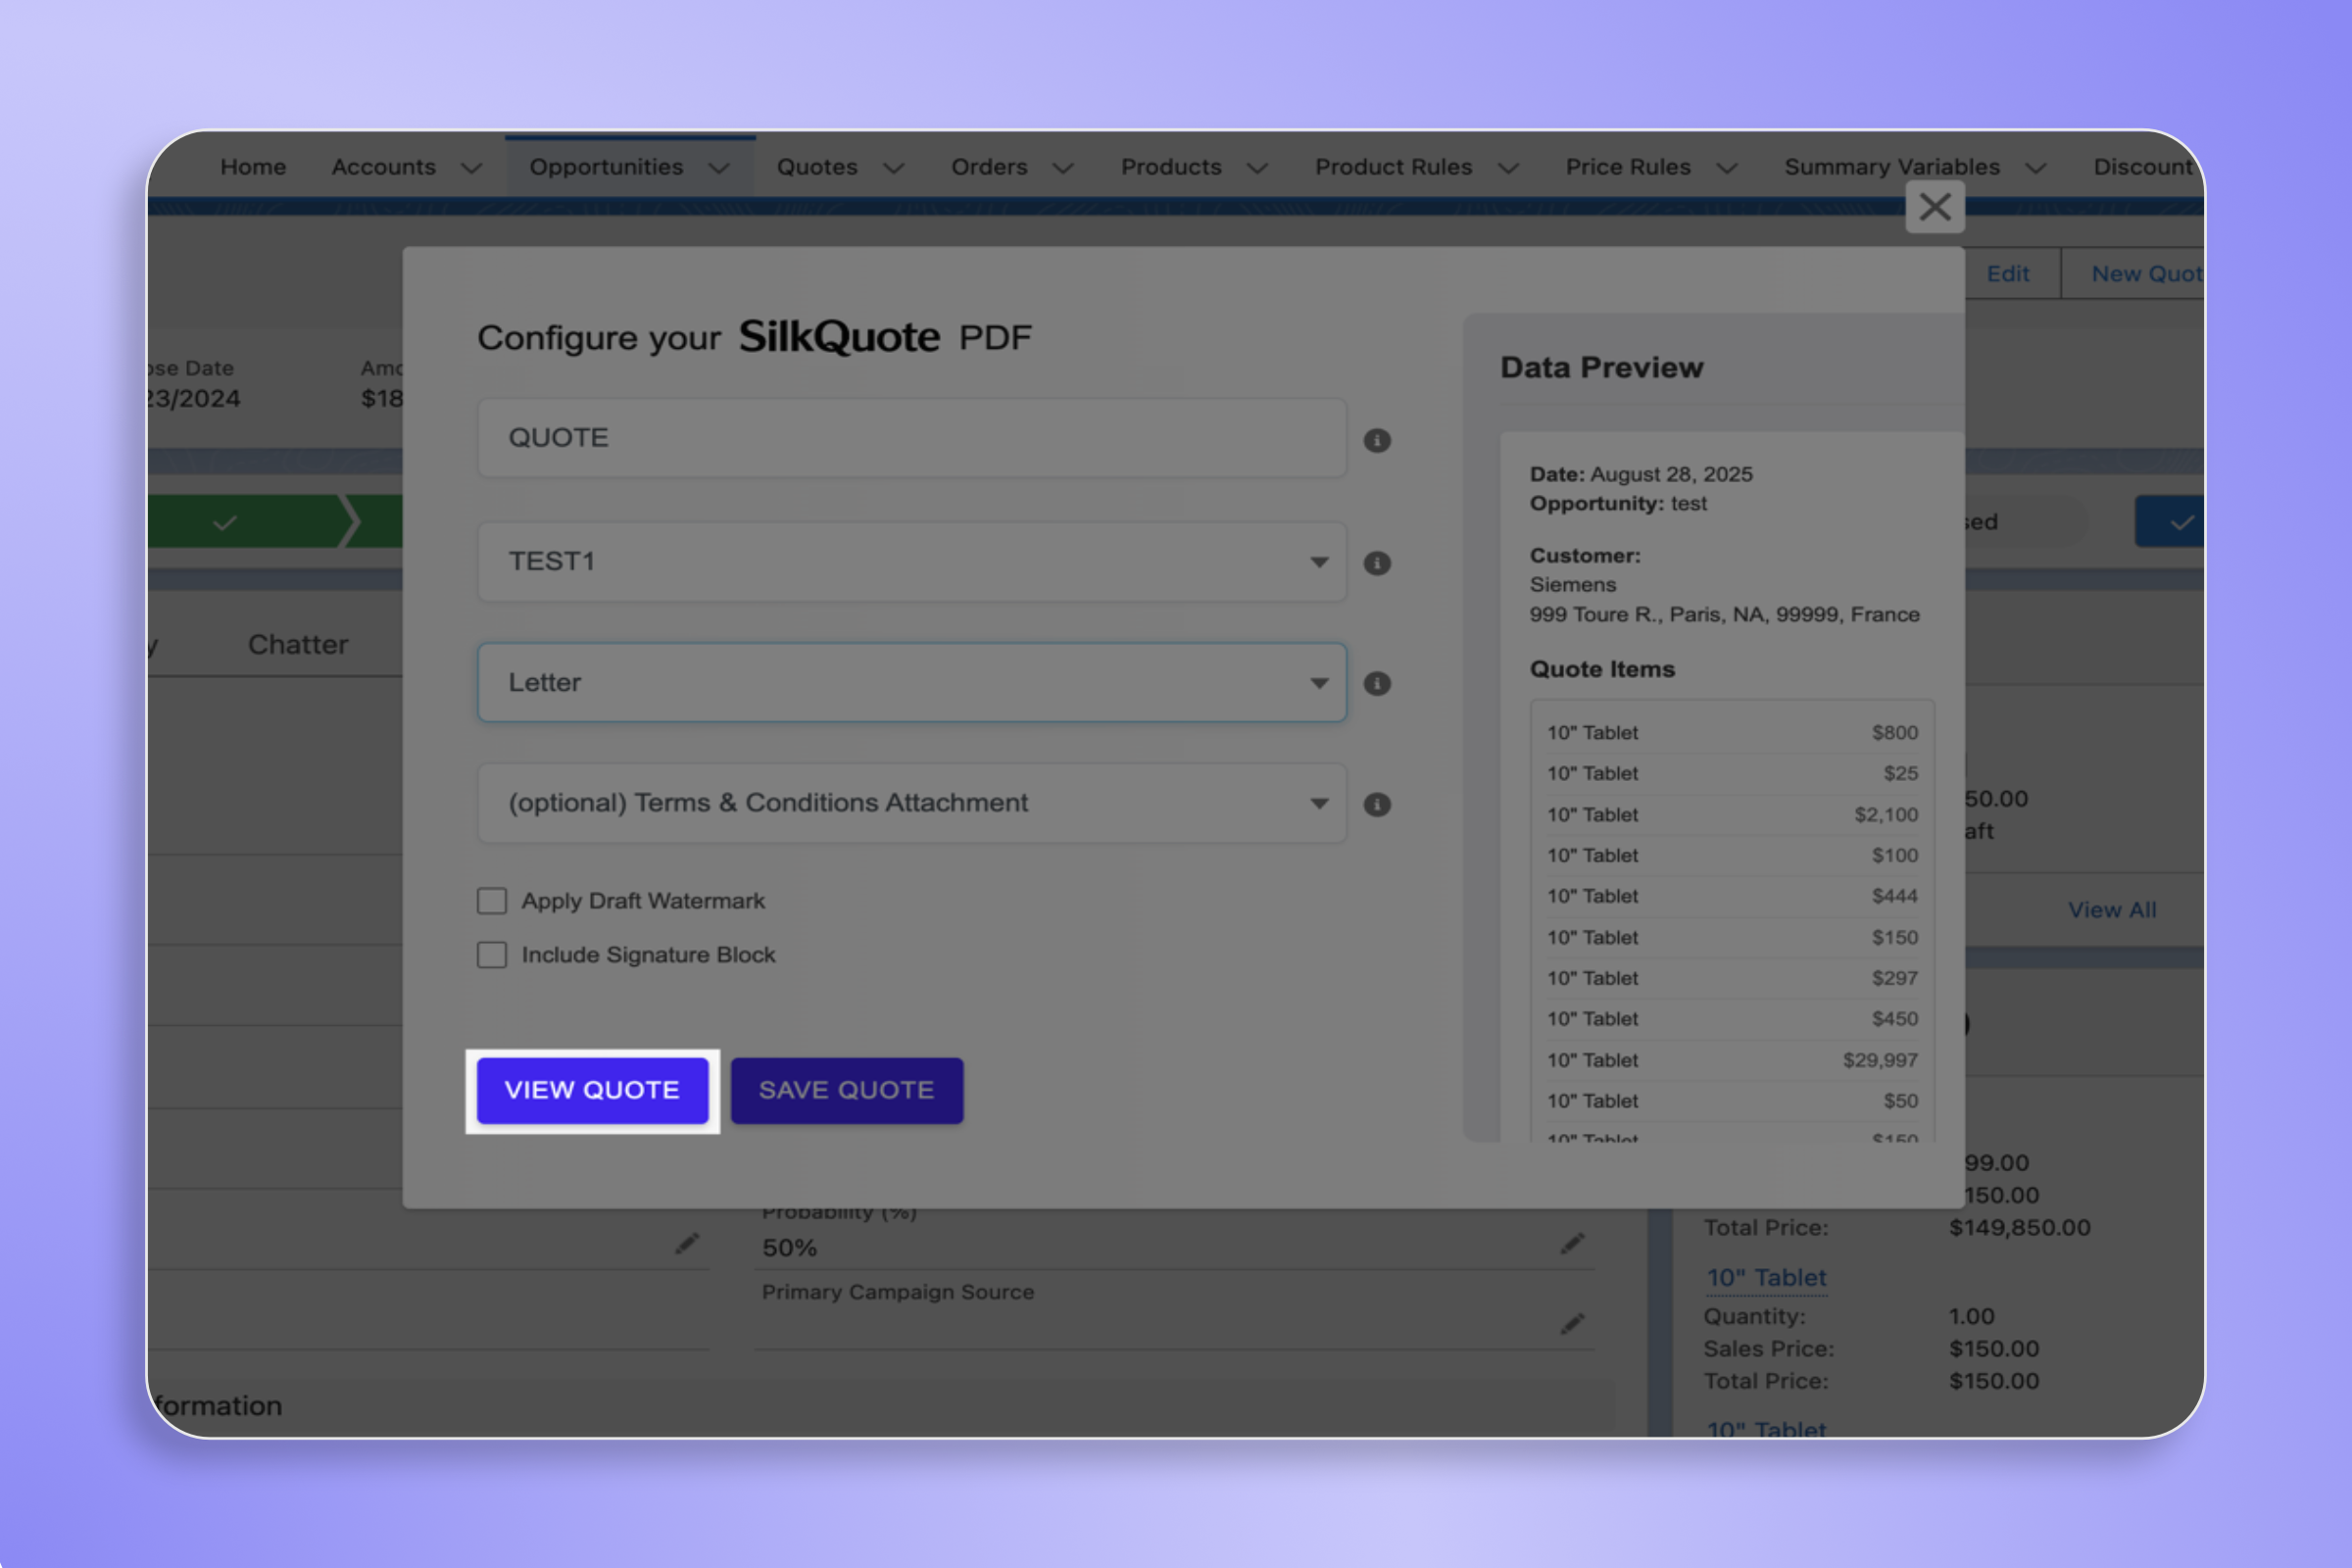 Home Accounts Opportunities Quotes Orders Products Product Rules Price Rules Summary Variables Discount
Edit New Quot
ose Date
23/2024
Amo
$18
sed
y Chatter
Configure your SilkQuote PDF
QUOTE
TEST1
Letter
(optional) Terms & Conditions Attachment
Apply Draft Watermark
Include Signature Block
VIEW QUOTE SAVE QUOTE
Data Preview
Date: August 28, 2025
Opportunity: test
Customer:
Siemens
999 Toure R., Paris, NA, 99999, France
Quote Items
10" Tablet $800
10" Tablet $25
10" Tablet $2,100
10" Tablet $100
10" Tablet $444
10" Tablet $150
10" Tablet $297
10" Tablet $450
10" Tablet $29,997
10" Tablet $50
10" Tablet $150
50.00
aft
View All
99.00
150.00
Total Price: $149,850.00
10" Tablet
Quantity: 1.00
Sales Price: $150.00
Total Price: $150.00
10" Tablet
Probability (%)
50%
Primary Campaign Source
formation